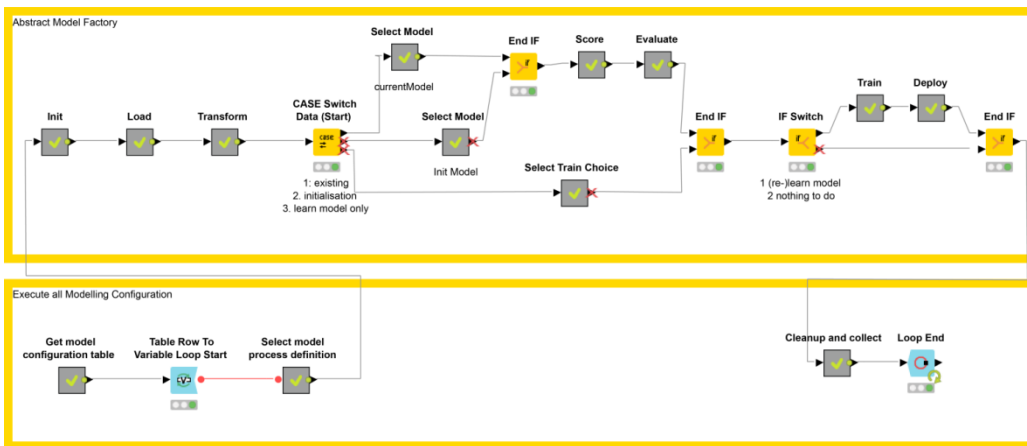 Abstract Model Factory
Select Model
End IF
Score
Evaluate
currentModel
Train
Deploy
Init
Load
Transform
CASE Switch
Data (Start)
Select Model
End IF
IF Switch
End IF
Init Model
Select Train Choice
1: existing
2. initialisation
3. learn model only
1 (re-)learn model
2 nothing to do
Execute all Modelling Configuration
Get model
configuration table
Table Row To
Variable Loop Start
Select model
process definition
Cleanup and collect
Loop End